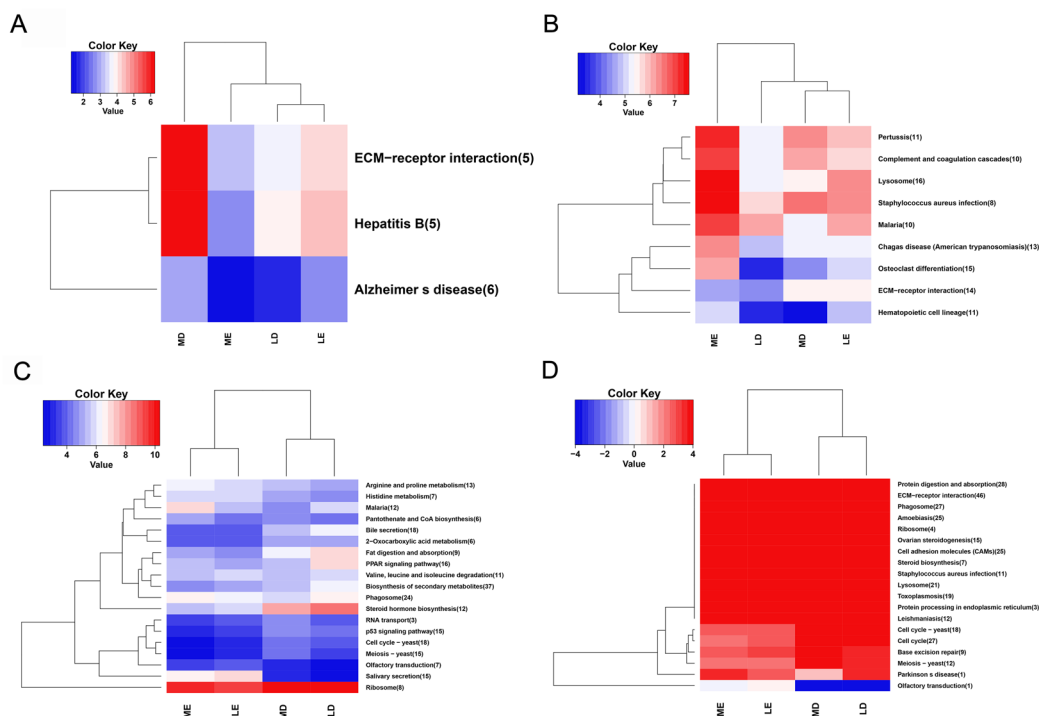 A
Color Key
2 3 4 5 6
Value
ECM-receptor interaction(5)
Hepatitis B(5)
Alzheimer s disease(6)
MD ME LD LE
B
Color Key
4 5 6 7
Value
Pertussis(11)
Complement and coagulation cascades(10)
Lysosome(16)
Staphylococcus aureus infection(8)
Malaria(10)
Chagas disease (American trypanosomiasis)(13)
Osteoclast differentiation(15)
ECM-receptor interaction(14)
Hematopoietic cell lineage(11)
ME LD MD LE
C
Color Key
4 6 8 10
Value
Arginine and proline metabolism(13)
Histidine metabolism(7)
Malaria(12)
Pantothenate and CoA biosynthesis(6)
Bile secretion(18)
2-Oxocarboxylic acid metabolism(6)
Fat digestion and absorption(9)
PPAR signaling pathway(16)
Valine, leucine and isoleucine degradation(11)
Biosynthesis of secondary metabolites(37)
Phagosome(24)
Steroid hormone biosynthesis(12)
RNA transport(3)
p53 signaling pathway(15)
Cell cycle - yeast(18)
Meiosis - yeast(15)
Olfactory transduction(7)
Salivary secretion(15)
Ribosome(8)
ME LE MD LD
D
Color Key
-4 -2 0 2 4
Value
Protein digestion and absorption(28)
ECM-receptor interaction(46)
Phagosome(27)
Amoebiasis(25)
Ribosome(4)
Ovarian steroidogenesis(15)
Cell adhesion molecules (CAMs)(25)
Steroid biosynthesis(7)
Staphylococcus aureus infection(11)
Lysosome(21)
Toxoplasmosis(19)
Protein processing in endoplasmic reticulum(3)
Leishmaniasis(12)
Cell cycle - yeast(18)
Cell cycle(27)
Base excision repair(9)
Meiosis - yeast(12)
Parkinson s disease(1)
Olfactory transduction(1)
ME LE MD LD